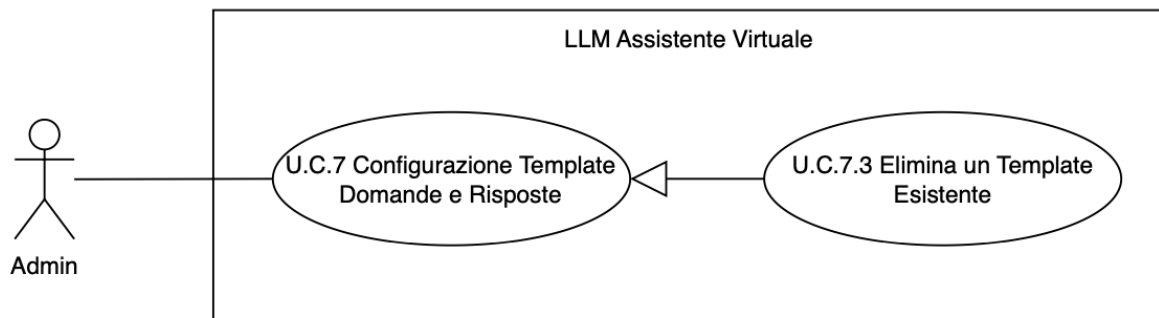 LLM Assistente Virtuale
U.C.7 Configurazione Template
Domande e Risposte
U.C.7.3 Elimina un Template
Esistente
Admin